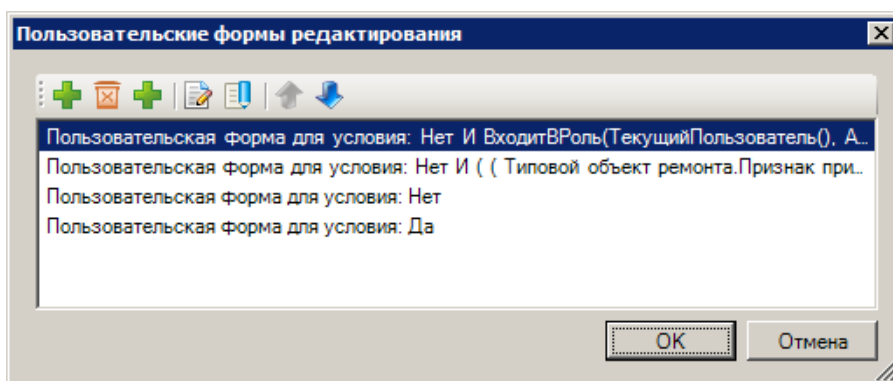 Пользовательские формы редактирования
Пользовательская форма для условия: Нет И ВходитВРоль(ТекущийПользователь(), А...
Пользовательская форма для условия: Нет И ( ( Типовой объект ремонта.Признак при...
Пользовательская форма для условия: Нет
Пользовательская форма для условия: Да
OK Отмена